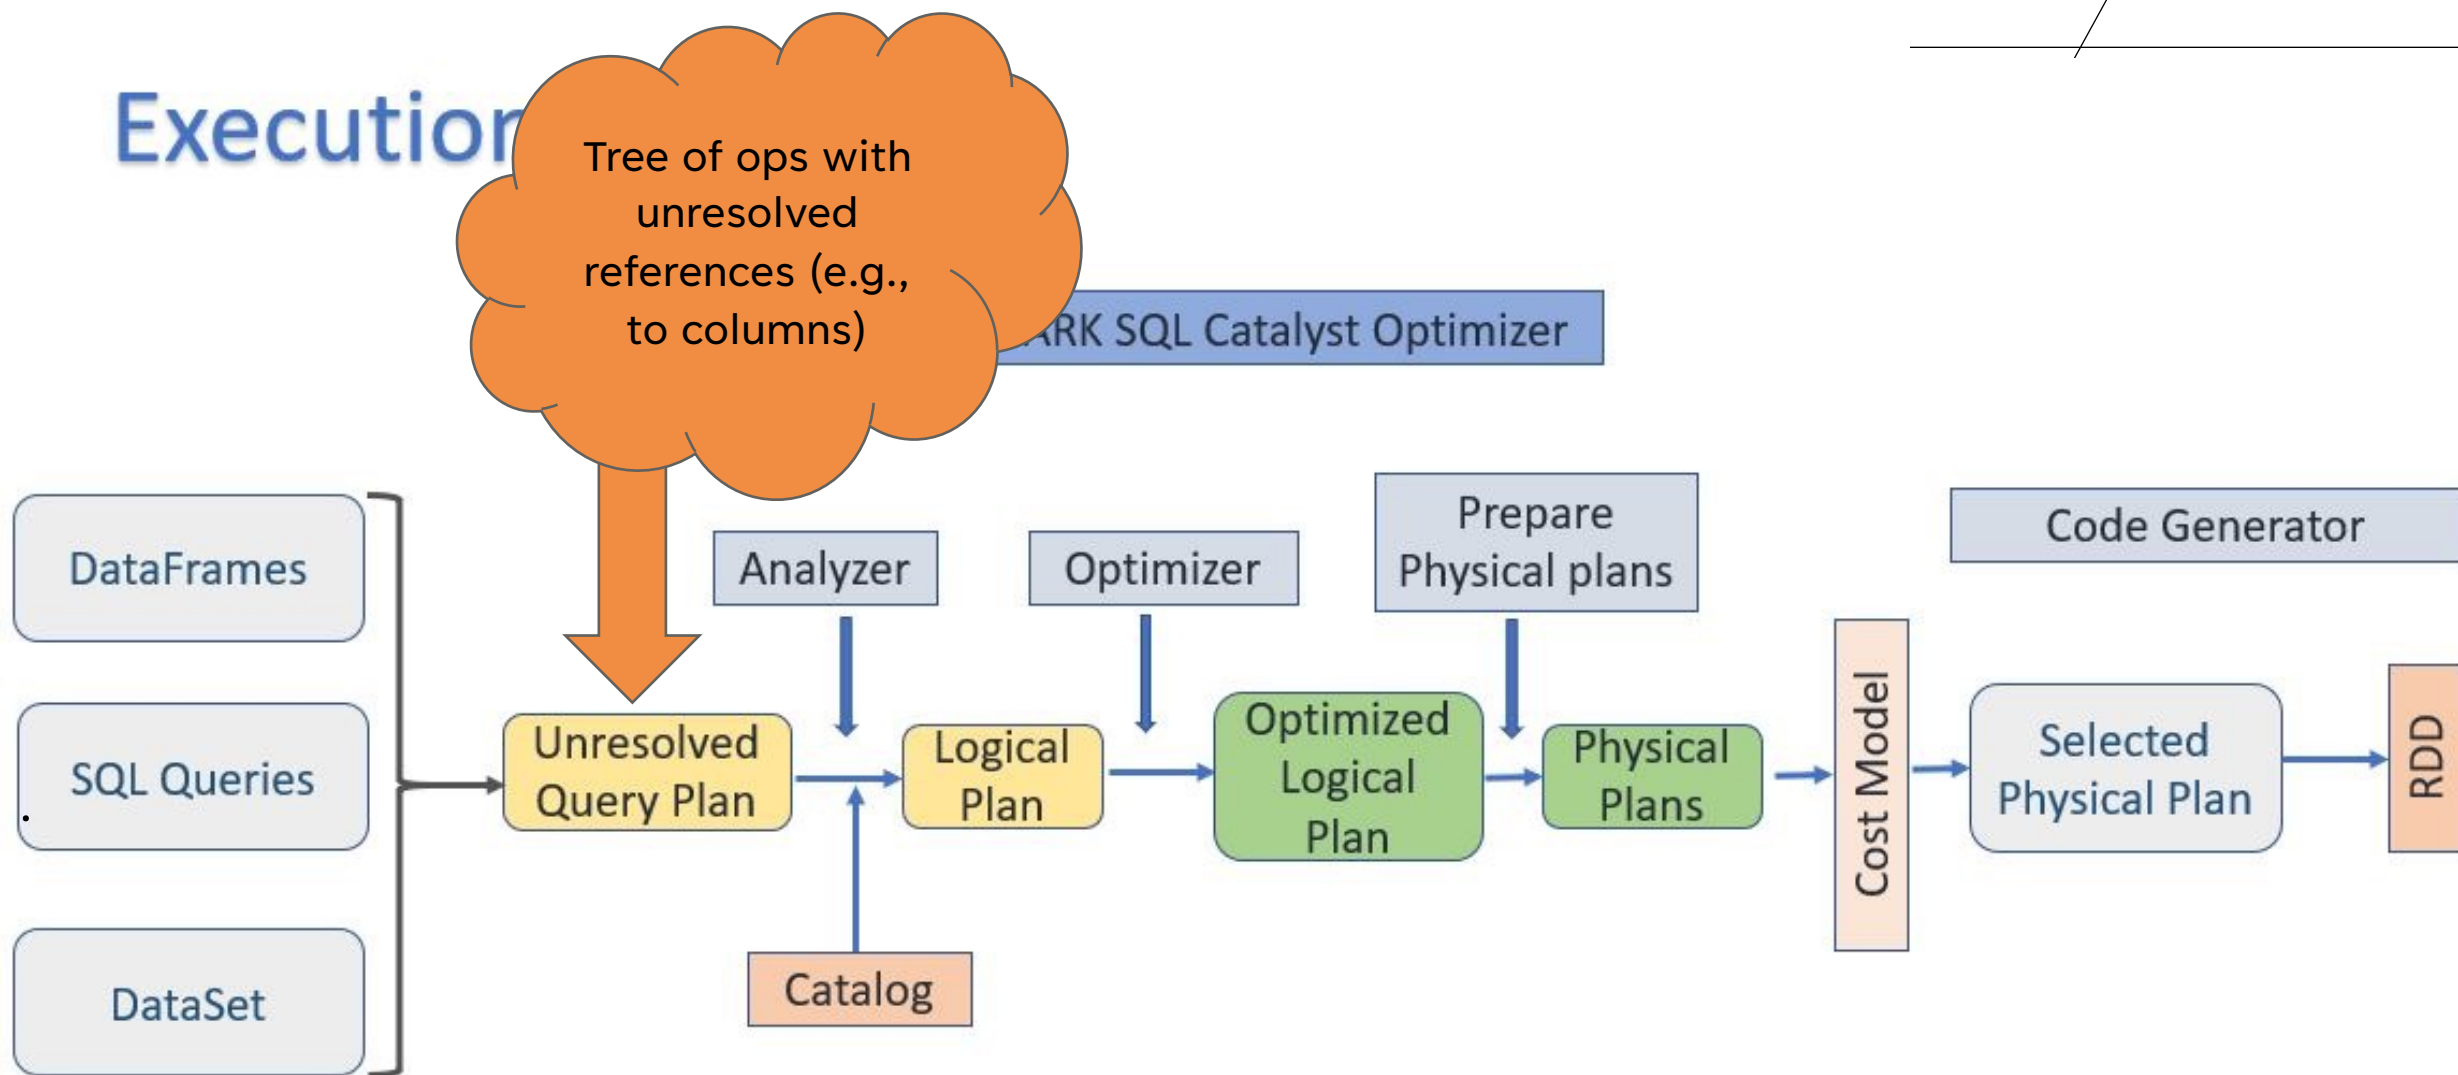 Execution
Tree of ops with
unresolved
references (e.g.,
to columns)
ARK SQL Catalyst Optimizer
Prepare
Physical plans
Code Generator
DataFrames
Analyzer
Optimizer
SQL Queries
.
Unresolved
Query Plan
Logical
Plan
Optimized
Logical
Plan
Physical
Plans
Cost Model
Selected
Physical Plan
RDD
Catalog
DataSet